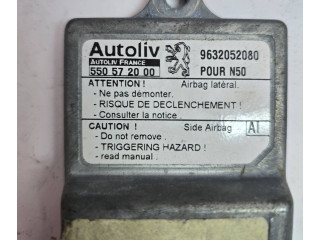 Autoliv
AUTOLIV FRANCE
550 57 20 00
9632052080
POUR N50
ATTENTION ! Airbag latéral.
- Ne pas démonter.
- RISQUE DE DECLENCHEMENT !
- Consulter la notice .
CAUTION ! Side Airbag A1
- Do not remove .
- TRIGGERING HAZARD !
- read manual .